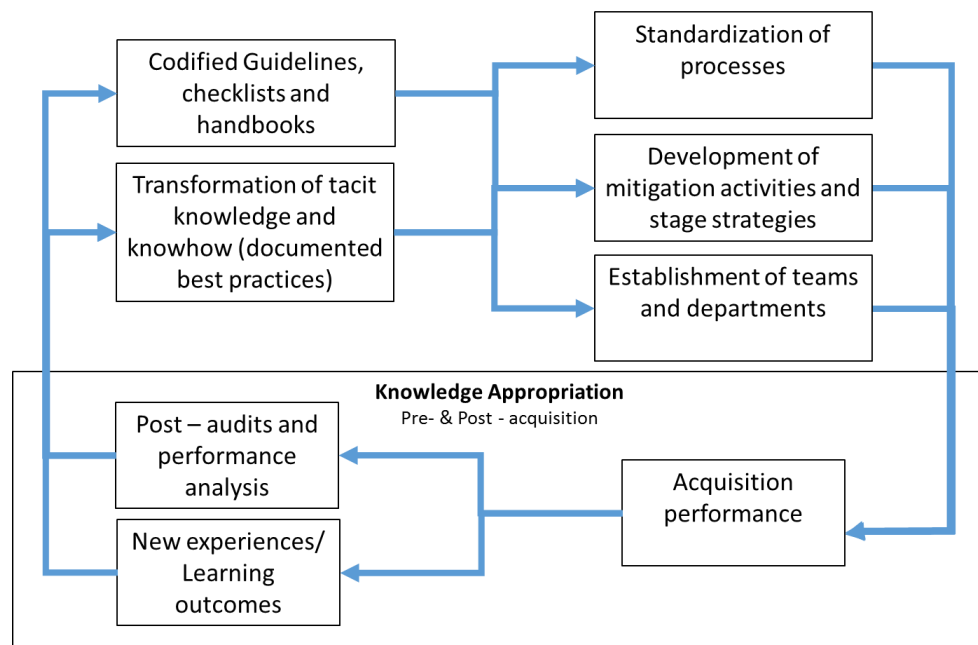 Codified Guidelines,
checklists and
handbooks
Transformation of tacit
knowledge and
knowhow (documented
best practices)
Standardization of
processes
Development of
mitigation activities and
stage strategies
Establishment of teams
and departments
Knowledge Appropriation
Pre- & Post - acquisition
Post – audits and
performance
analysis
New experiences/
Learning
outcomes
Acquisition
performance